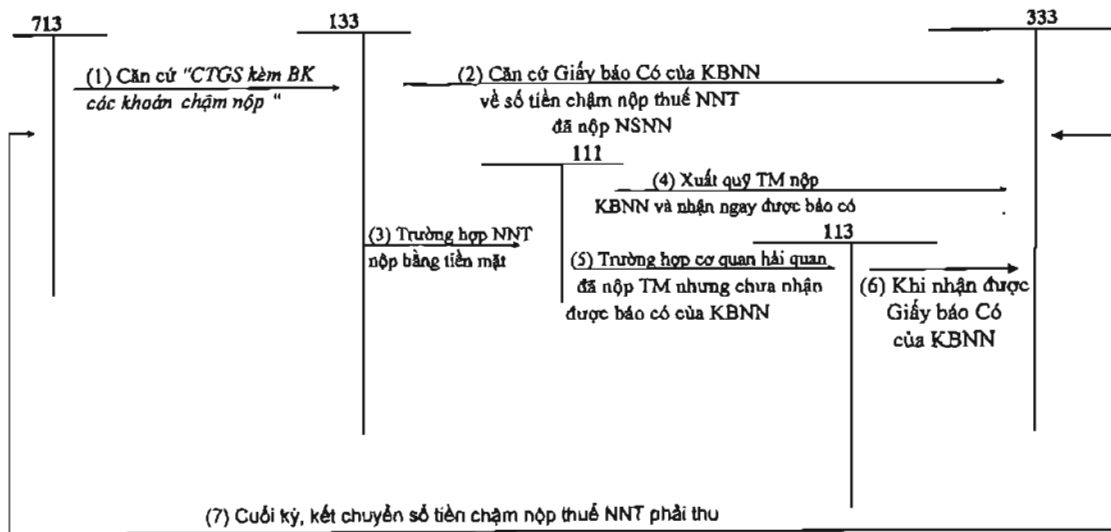 713
133
333
(1) Căn cứ "CTGS kèm BK
các khoản chậm nộp "
(2) Căn cứ Giấy báo Có của KBNN
về số tiền chậm nộp thuế NNT
đã nộp NSNN
111
(4) Xuất quỹ TM nộp
KBNN và nhận ngay được báo có
(3) Trường hợp NNT
nộp bằng tiền mặt
113
(5) Trường hợp cơ quan hải quan
đã nộp TM nhưng chưa nhận
được báo có của KBNN
(6) Khi nhận được
Giấy báo Có
của KBNN
(7) Cuối kỳ, kết chuyển số tiền chậm nộp thuế NNT phải thu